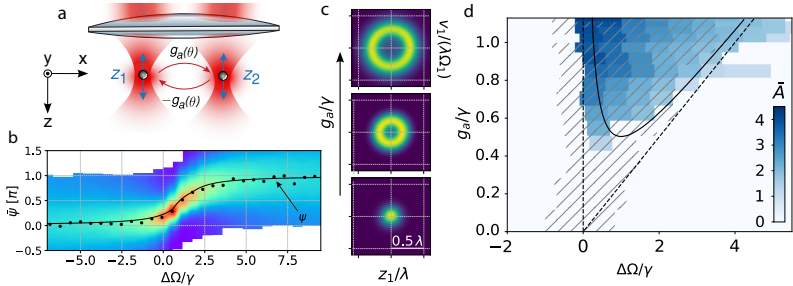 a
y
x
z
z₁
z₂
gₐ(θ)
−gₐ(θ)
b
ψ̄ [π]
1.5
1.0
0.5
0.0
−0.5
ψ
−5.0
−2.5
0.0
2.5
5.0
7.5
ΔΩ/γ
c
gₐ/γ
v₁/(λΩ₁)
0.5 λ
z₁/λ
d
gₐ/γ
1.0
0.8
0.6
0.4
0.2
0.0
−2
0
2
4
ΔΩ/γ
Ā
4
3
2
1
0